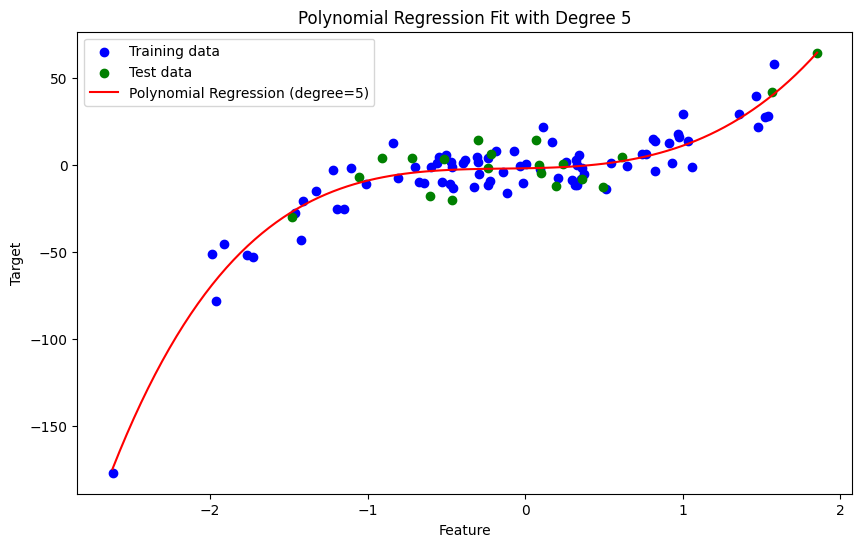 Polynomial Regression Fit with Degree 5
Training data
Test data
Polynomial Regression (degree=5)
50
0
−50
−100
−150
Target
−2
−1
0
1
2
Feature